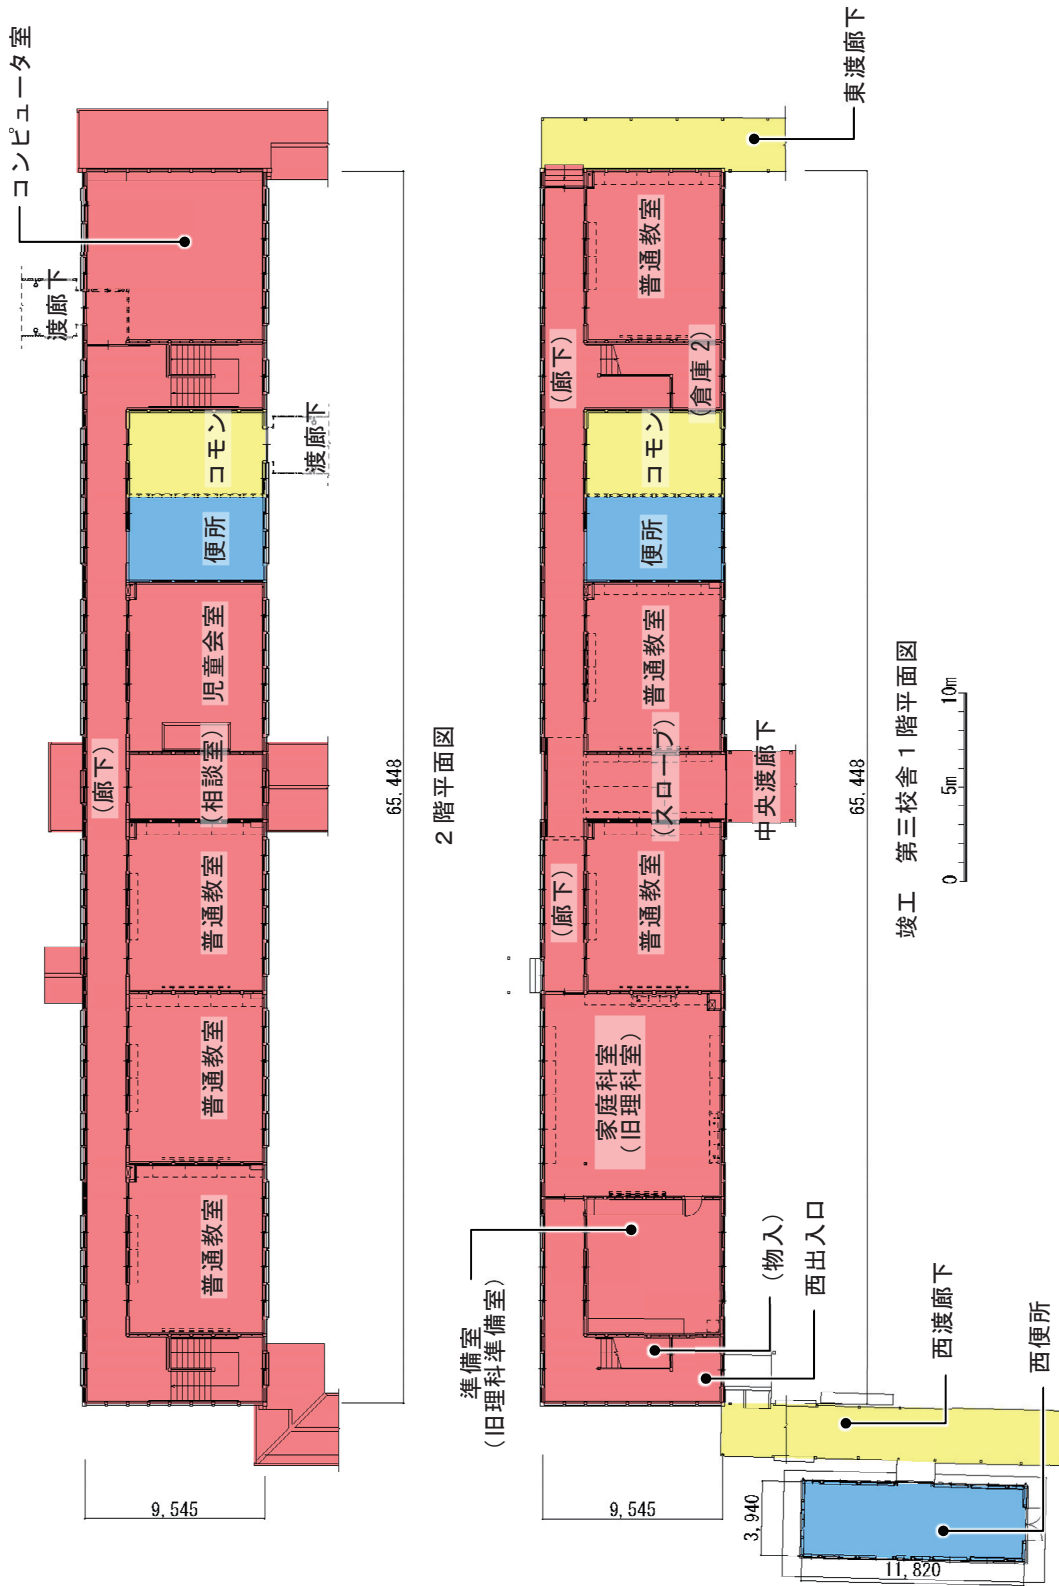 コンピュータ室
渡廊下
コモン
渡廊下
便所
児童会室
(相談室)
(廊下)
普通教室
普通教室
普通教室
9,545
65.448
2階平面図
東渡廊下
普通教室
(廊下)
(倉庫2)
コモン
便所
普通教室
(スロープ)
中央渡廊下
(廊下)
普通教室
家庭科室
(旧理科室)
準備室
(旧理科準備室)
(物入)
西出入口
西渡廊下
西便所
9,545
3,940
11,820
65.448
竣工 第三校舎1階平面図
0
5m
10m